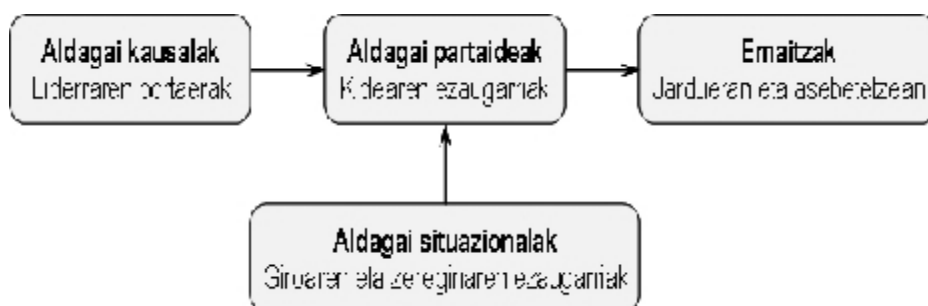 Aldagai kausalak
Liderraren portaerak
Aldagai partaideak
Kidearen ezaugarriak
Emaitzak
Jardueran eta asebetetzean
Aldagai situazionalak
Giroaren eta zereginaren ezaugarriak